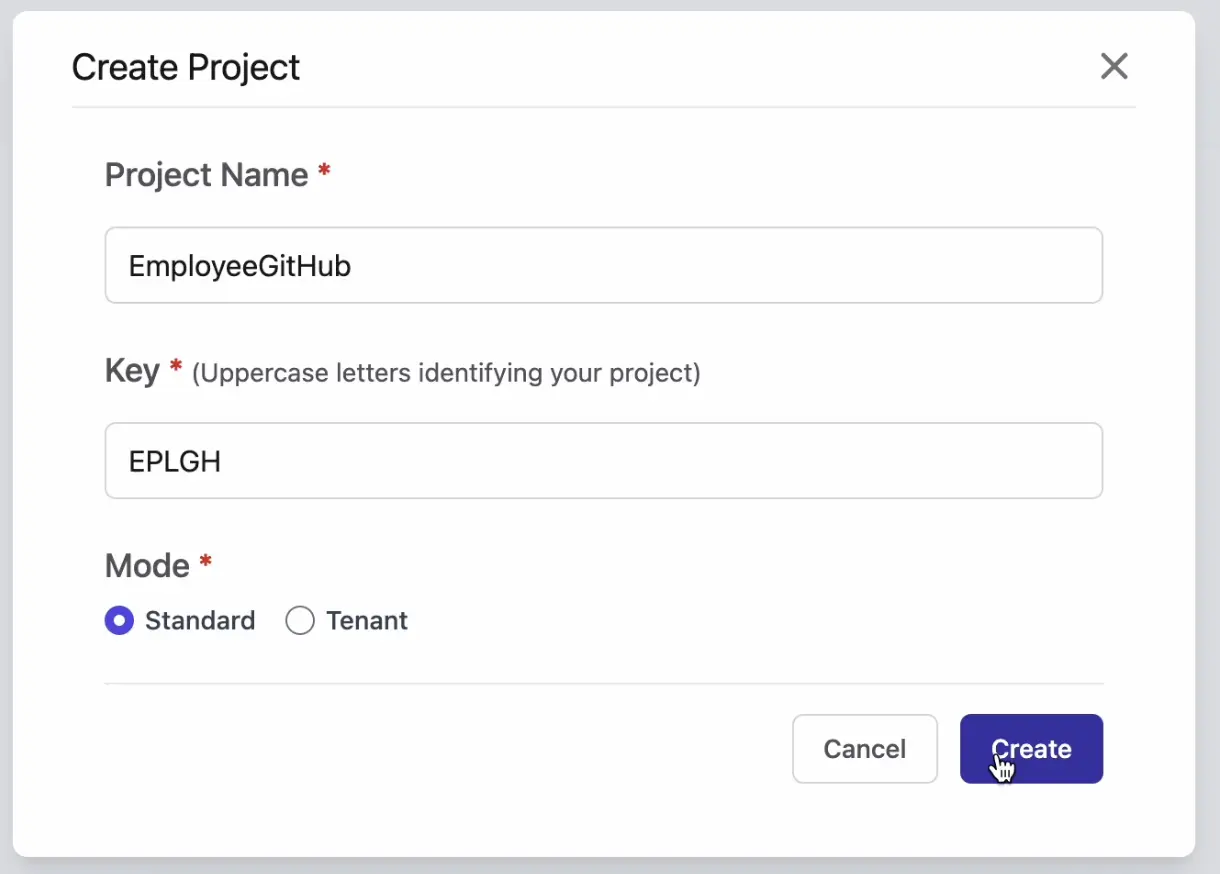 Create Project
Project Name *
EmployeeGitHub
Key * (Uppercase letters identifying your project)
EPLGH
Mode *
Standard Tenant
Cancel Create